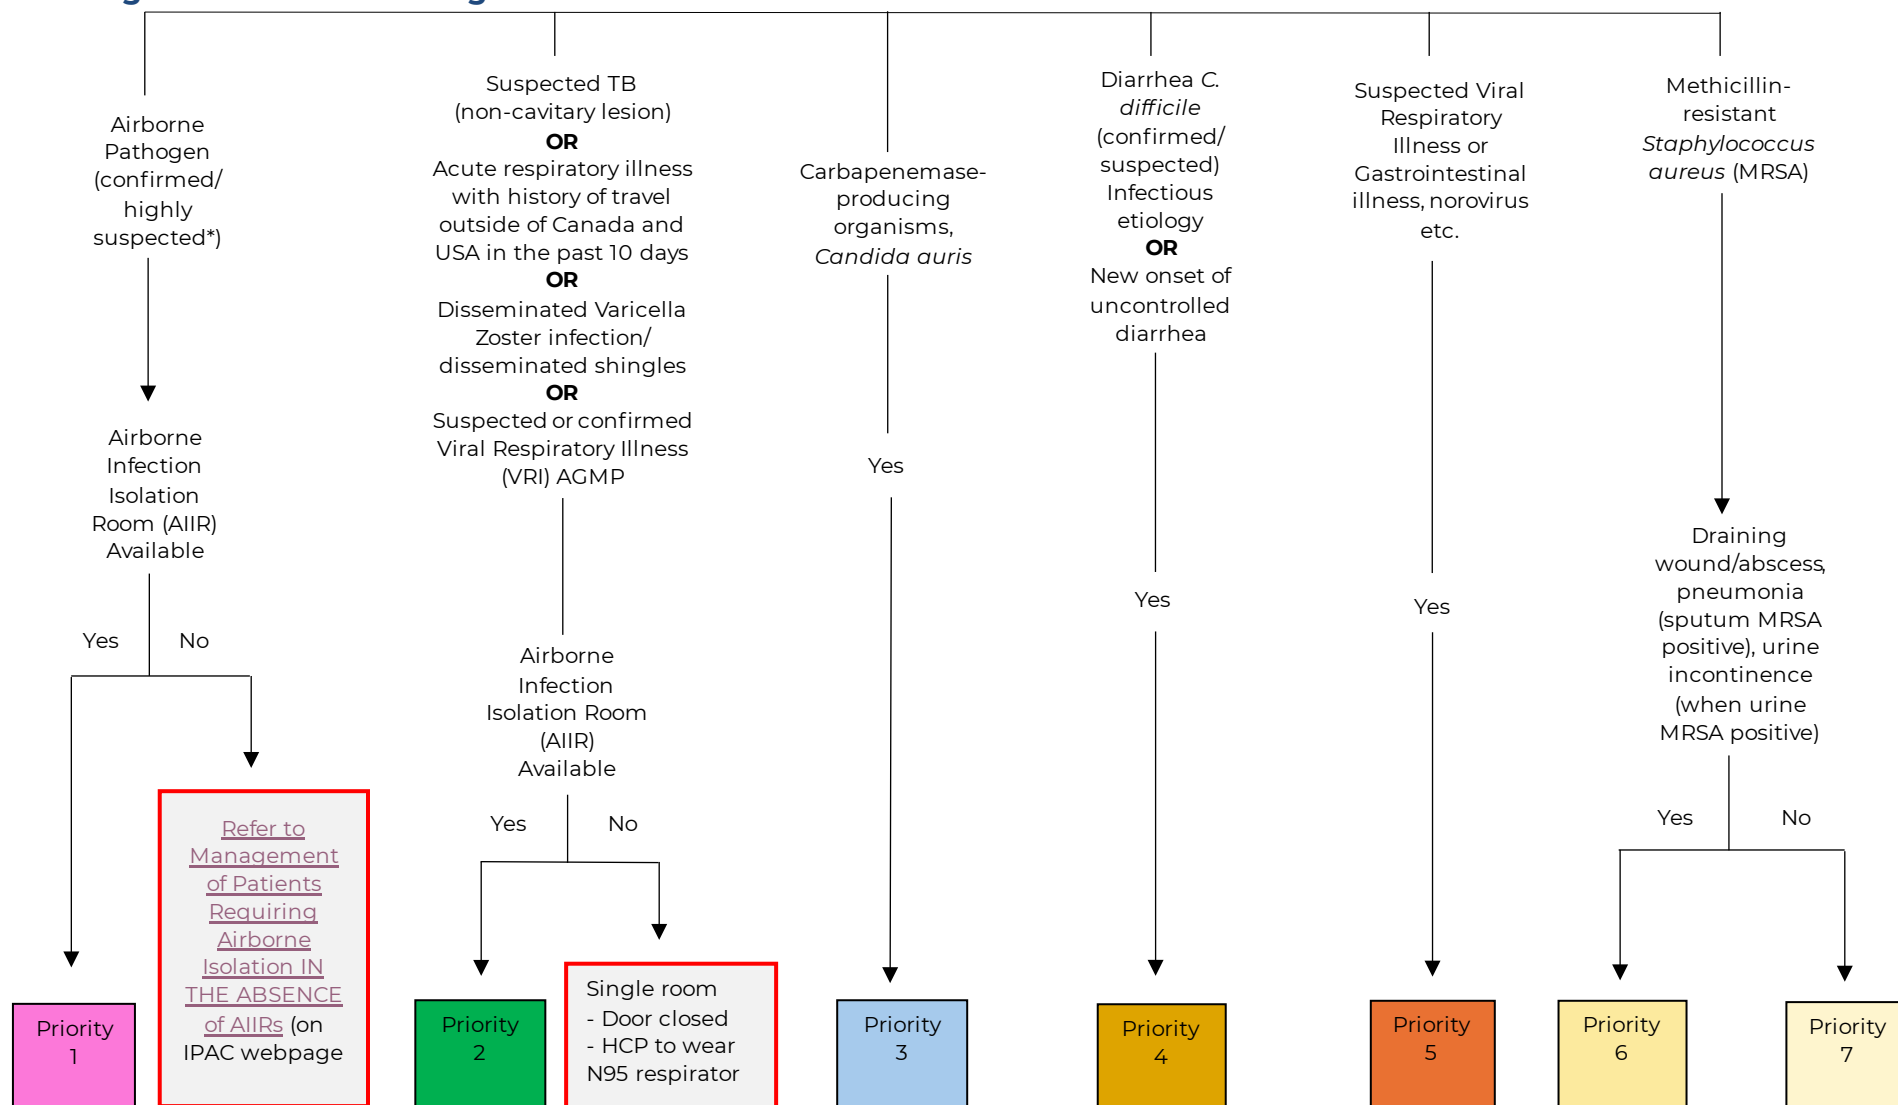 Airborne
Pathogen
(confirmed/
highly
suspected*)
Airborne
Infection
Isolation
Room (AIIR)
Available
Yes
No
Priority
1
Refer to
Management
of Patients
Requiring
Airborne
Isolation IN
THE ABSENCE
of AIIRs (on
IPAC webpage
Suspected TB
(non-cavitary lesion)
OR
Acute respiratory illness
with history of travel
outside of Canada and
USA in the past 10 days
OR
Disseminated Varicella
Zoster infection/
disseminated shingles
OR
Suspected or confirmed
Viral Respiratory Illness
(VRI) AGMP
Airborne
Infection
Isolation Room
(AIIR)
Available
Yes
No
Priority
2
Single room
- Door closed
- HCP to wear
N95 respirator
Carbapenemase-
producing
organisms,
Candida auris
Yes
Priority
3
Diarrhea C.
difficile
(confirmed/
suspected)
Infectious
etiology
OR
New onset of
uncontrolled
diarrhea
Yes
Priority
4
Suspected Viral
Respiratory
Illness or
Gastrointestinal
illness, norovirus
etc.
Yes
Priority
5
Methicillin-
resistant
Staphylococcus
aureus (MRSA)
Draining
wound/abscess,
pneumonia
(sputum MRSA
positive), urine
incontinence
(when urine
MRSA positive)
Yes
No
Priority
6
Priority
7